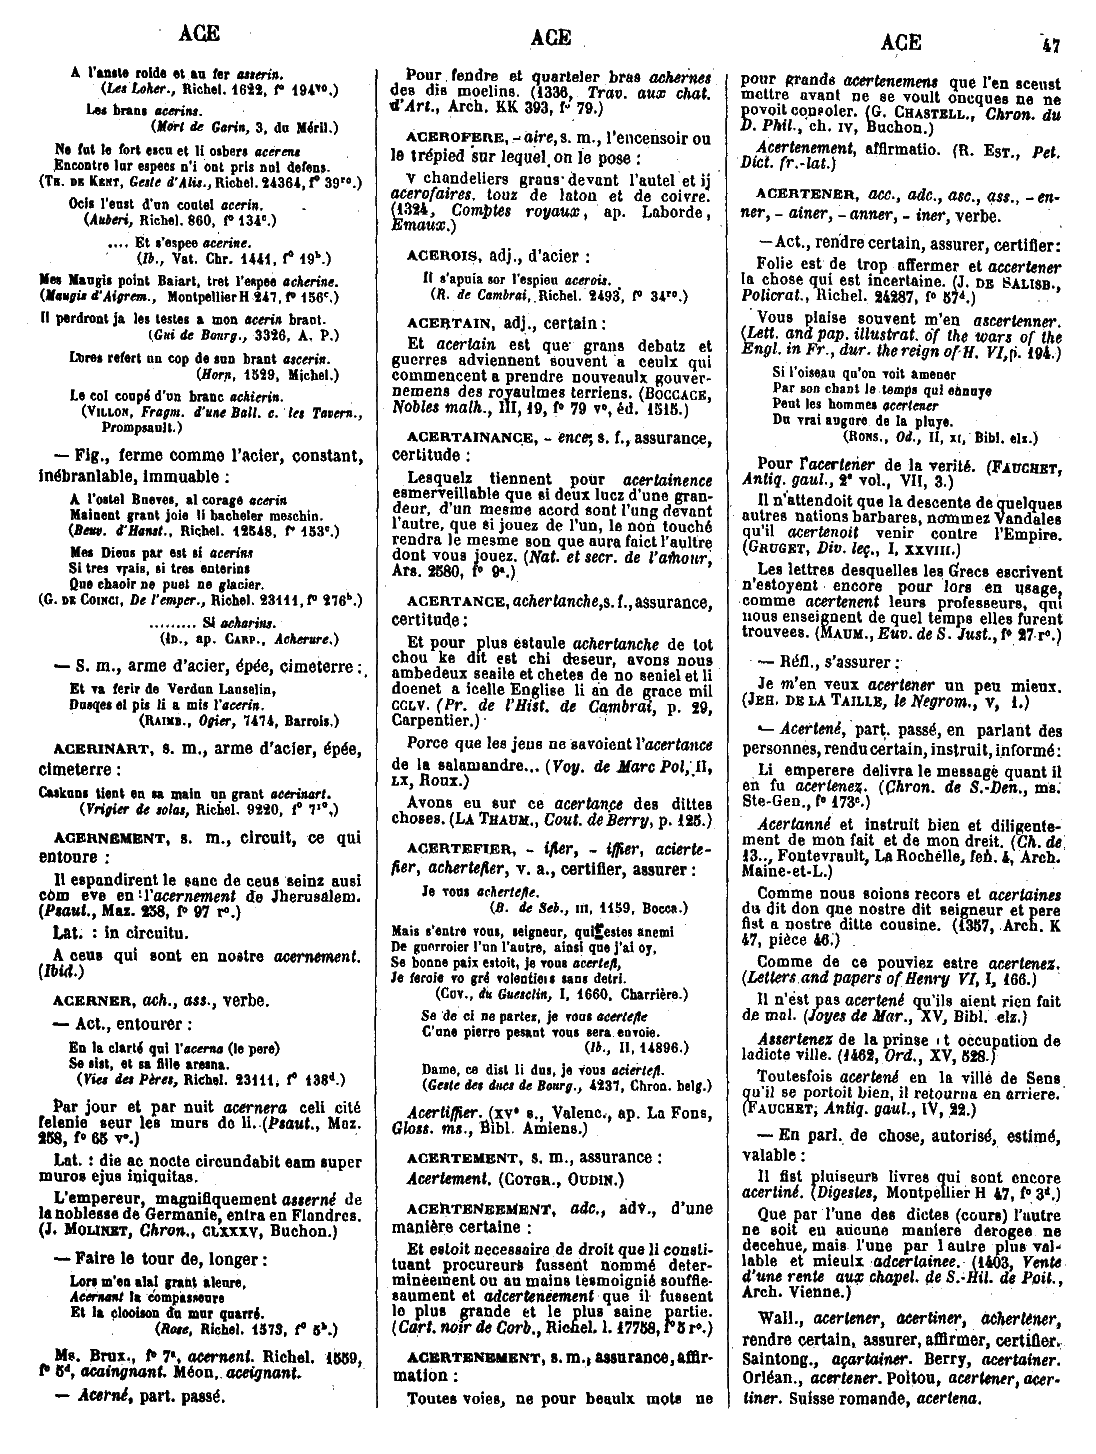 ACE
ACE
ACE
47
A l'anste roide et au fer asserin.
(Les Loher., Richel. 1622, f° 194vo.)
Les brans acerins.
(Mort de Garin, 3, du Méril.)
Ne fut le fort escu et li osbers acerens
Encontre lur espees n'i ont pris nul defens.
(TH. DE KENT, Geste d'Alis., Richel. 24364, f° 39ro.)
Ocis l'eust d'un coutel acerin.
(Auberi, Richel. 860, f° 134c.)
.... Et s'espee acerine.
(Ib., Vat. Chr. 1441, f° 19b.)
Mes Maugis point Baiart, tret l'espee acherine.
(Maugis d'Aigrem., Montpellier H 247, f° 156c.)
Il perdront ja les testes a mon acerin brant.
(Gui de Bourg., 3326, A. P.)
Lores refert un cop de sun brant ascerin.
(Horn, 1529, Michel.)
Le col coupé d'un branc achierin.
(VILLON, Fragm. d'une Ball. c. les Tavern.,
Prompsault.)
— Fig., ferme comme l'acier, constant,
inébranlable, immuable :
A l'ostel Bueves, al corage acerin
Mainent grant joie li bacheler meschin.
(Beuv. d'Hanst., Richel. 12548, f° 153c.)
Mes Dieus par est si acerins
Si tres vrais, si tres enterins
Que chaoir ne puet ne glacier.
(G. DE COINCI, De l'emper., Richel. 23111, f° 276b.)
......... Si acharins.
(ID., ap. CARP., Acherure.)
— S. m., arme d'acier, épée, cimeterre :
Et va ferir de Verdun Lanselin,
Dusqes el pis li a mis l'acerin.
(RAIMB., Ogier, 7474, Barrois.)
ACERINART, s. m., arme d'acier, épée,
cimeterre :
Caskuns tient en sa main un grant acerinart.
(Vrigier de solas, Richel. 9220, f° 7ro.)
ACERNEMENT, s. m., circuit, ce qui
entoure :
Il espandirent le sanc de ceus seinz ausi
com eve en l'acernement de Jherusalem.
(Psaut., Maz. 258, f° 97 ro.)
Lat. : in circuitu.
A ceus qui sont en nostre acernement.
(Ibid.)
ACERNER, ach., ass., verbe.
— Act., entourer :
En la clarté qui l'acerna (le pere)
Se sist, et sa fille aresna.
(Vies des Pères, Richel. 23111, f° 138d.)
Par jour et par nuit acernera celi cité
felenie seur les murs de li. (Psaut., Maz.
258, f° 65 vo.)
Lat. : die ac nocte circundabit eam super
muros ejus iniquitas.
L'empereur, magnifiquement asserné de
la noblesse de Germanie, entra en Flandres.
(J. MOLINET, Chron., CLXXXV, Buchon.)
— Faire le tour de, longer :
Lors m'en alai grant aleure,
Acernant la compasseure
Et la clooison du mur quarré.
(Rose, Richel. 1573, f° 5b.)
Ms. Brux., f° 7a, acernent. Richel. 1559,
f° 5d, acaingnant. Méon, aceignant.
— Acerné, part. passé.
Pour fendre et quarteler bras achernes
des dis moelins. (1336, Trav. aux chat.
d'Art., Arch. KK 393, f° 79.)
ACEROFERE, - aire, s. m., l'encensoir ou
le trépied sur lequel on le pose :
V chandeliers grans devant l'autel et ij
acerofaires, touz de laton et de coivre.
(1324, Comptes royaux, ap. Laborde,
Emaux.)
ACEROIS, adj., d'acier :
Il s'apuia sor l'espieu acerois.
(R. de Cambrai, Richel. 2493, f° 34ro.)
ACERTAIN, adj., certain :
Et acertain est que grans debatz et
guerres adviennent souvent a ceulx qui
commencent a prendre nouveaulx gouver-
nemens des royaulmes terriens. (BOCCACE,
Nobles malh., III, 19, f° 79 vo, éd. 1515.)
ACERTAINANCE, - ence, s. f., assurance,
certitude :
Lesquelz tiennent pour acertainence
esmerveillable que si deux lucz d'une gran-
deur, d'un mesme acord sont l'ung devant
l'autre, que si jouez de l'un, le non touché
rendra le mesme son que aura faict l'aultre
dont vous jouez. (Nat. et secr. de l'amour,
Ars. 2580, f° 9a.)
ACERTANCE, achertanche, s. f., assurance,
certitude :
Et pour plus estaule achertanche de tot
chou ke dit est chi deseur, avons nous
ambedeus seaile et chetes de no seaiel et li
doenet a icelle Englise li an de grace mil
CCLV. (Pr. de l'Hist. de Cambrai, p. 29,
Carpentier.)
Porce que les jens ne savoient l'acertance
de la salamandre... (Voy. de Marc Pol, II,
LX, Roux.)
Avons eu sur ce acertance des dittes
choses. (LA THAUM., Cout. de Berry, p. 125.)
ACERTEFIER, - ifier, - iffier, acierte-
fier, achertefier, v. a., certifier, assurer :
Je vous achertefie.
(B. de Seb., III, 1159, Bocca.)
Mais s'entre vous, seigneur, qui estes anemi
De guerroier l'un l'autre, ainsi que j'ai oy,
Se bonne paix estoit, je vous acertefi,
Je feroie vo gré volentiers sans detri.
(CUV., du Guesclin, I, 1660, Charrière.)
Se de ci ne partez, je vous acertefie
C'une pierre pesant vous sera envoie.
(Ib., II, 14896.)
Dame, ce dist li dus, je vous aciertefi.
(Geste des ducs de Bourg., 4237, Chron. belg.)
Acertiffier. (XVe s., Valenc., ap. La Fons,
Gloss. ms., Bibl. Amiens.)
ACERTEMENT, s. m., assurance :
Acertement. (COTGR., OUDIN.)
ACERTENEEMENT, adc., adv., d'une
manière certaine :
Et estoit necessaire de droit que li consti-
tuant procureurs fussent nommé deter-
mineement ou au mains tesmoignié souffle-
saument et adcerteneement que il fussent
lo plus grande et le plus saine partie.
(Cart. noir de Corb., Richel. l. 17758, f° 5 ro.)
ACERTENEMENT, s. m., assurance, affir-
mation :
Toutes voies, ne pour beaulx mots ne
pour grands acertenemens que l'en sceust
mettre avant ne se voult oncques ne ne
povoit consoler. (G. CHASTELL., Chron. du
D. Phil., ch. IV, Buchon.)
Acertenement, affirmatio. (R. EST., Pet.
Dict. fr.-lat.)
ACERTENER, acc., adc., asc., ass., - en-
ner, - ainer, - anner, - iner, verbe.
— Act., rendre certain, assurer, certifier :
Folie est de trop affermer et accertener
la chose qui est incertaine. (J. DE SALISB.,
Policrat., Richel. 24287, f° 57d.)
Vous plaise souvent m'en ascertenner.
(Lett. and pap. illustrat. of the wars of the
Engl. in Fr., dur. the reign of H. VI, p. 194.)
Si l'oiseau qu'on voit amener
Par son chant le temps qui ennuye
Peut les hommes acertener
Du vrai augure de la pluye.
(RONS., Od., II, XI, Bibl. elz.)
Pour l'acertener de la verité. (FAUCHET,
Antiq. gaul., 2e vol., VII, 3.)
Il n'attendoit que la descente de quelques
autres nations barbares, nommez Vandales
qu'il acertenoit venir contre l'Empire.
(GRUGET, Div. leç., I, XXVIII.)
Les lettres desquelles les Grecs escrivent
n'estoyent encore pour lors en usage,
comme acertenent leurs professeurs, qui
nous enseignent de quel temps elles furent
trouvees. (MAUM., Euv. de S. Just., f° 27 ro.)
— Réfl., s'assurer :
Je m'en veux acertener un peu mieux.
(JEH. DE LA TAILLE, le Negrom., V, 1.)
— Acertené, part. passé, en parlant des
personnes, rendu certain, instruit, informé :
Li emperere delivra le message quant il
en fu acertenez. (Chron. de S.-Den., ms.
Ste-Gen., f° 173c.)
Acertanné et instruit bien et diligente-
ment de mon fait et de mon droit. (Ch. de
13.., Fontevrault, La Rochelle, fen. 4, Arch.
Maine-et-L.)
Comme nous soions recors et acertaines
du dit don que nostre dit seigneur et pere
fist a nostre ditte cousine. (1357, Arch. K
47, pièce 46.)
Comme de ce pouviez estre acertenez.
(Letters and papers of Henry VI, I, 166.)
Il n'est pas acertené qu'ils aient rien fait
de mal. (Joyes de Mar., XV, Bibl. elz.)
Assertenez de la prinse et occupation de
ladicte ville. (1462, Ord., XV, 528.)
Toutesfois acertené en la ville de Sens
qu'il se portoit bien, il retourna en arriere.
(FAUCHET, Antiq. gaul., IV, 22.)
— En parl. de chose, autorisé, estimé,
valable :
Il fist pluiseurs livres qui sont encore
acertiné. (Digestes, Montpellier H 47, f° 3d.)
Que par l'une des dictes (cours) l'autre
ne soit eu aucune maniere derogee ne
decehue, mais l'une par l autre plus val-
lable et mieulx adcertainee. (1403, Vente
d'une rente aux chapel. de S.-Hil. de Poit.,
Arch. Vienne.)
Wall., acertener, acertiner, achertener,
rendre certain, assurer, affirmer, certifier.
Saintong., açartainer. Berry, acertainer.
Orléan., acertener. Poitou, acertener, acer-
tiner. Suisse romande, acertena.